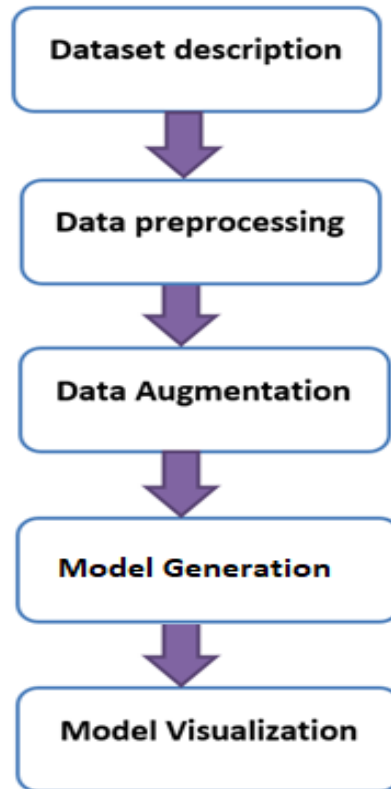 Dataset description
Data preprocessing
Data Augmentation
Model Generation
Model Visualization